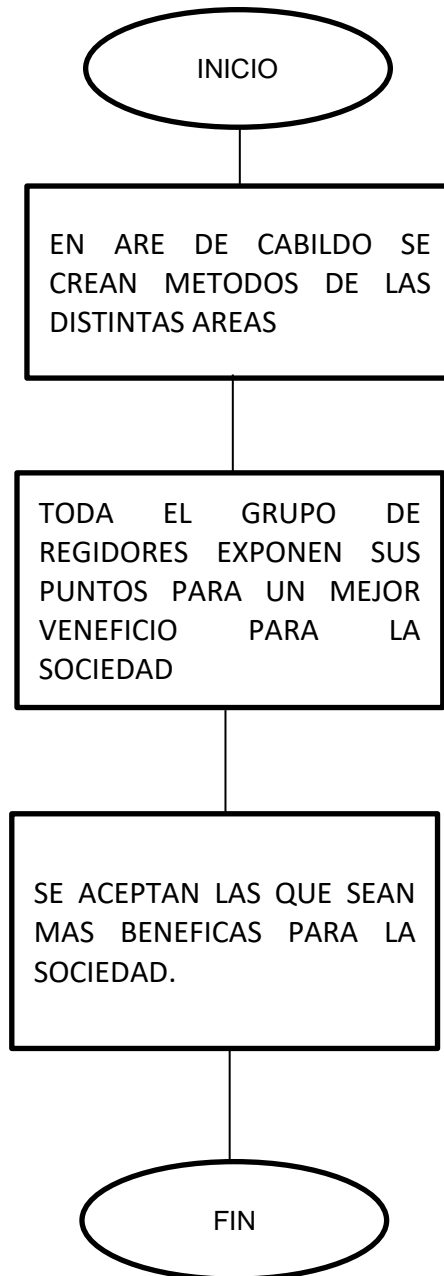 INICIO
EN ARE DE CABILDO SE
CREAN METODOS DE LAS
DISTINTAS AREAS
TODA EL GRUPO DE
REGIDORES EXPONEN SUS
PUNTOS PARA UN MEJOR
VENEFICIO PARA LA
SOCIEDAD
SE ACEPTAN LAS QUE SEAN
MAS BENEFICAS PARA LA
SOCIEDAD.
FIN